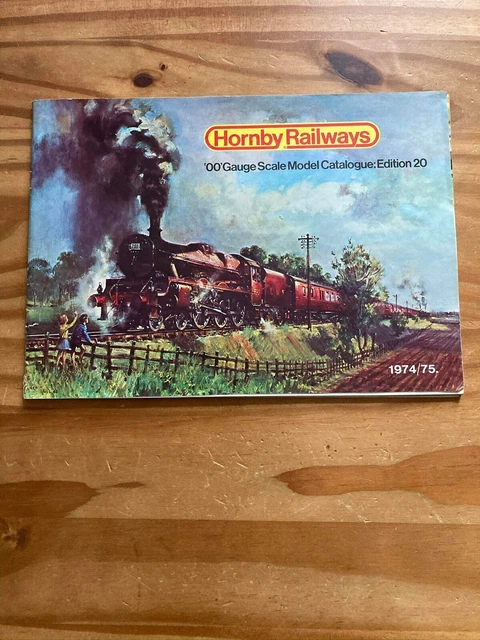 Hornby Railways
'00'Gauge Scale Model Catalogue:Edition 20
1974/75.